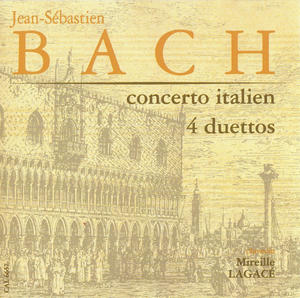 Jean-Sébastien
BACH
concerto italien
4 duettos
Mireille
LAGACÉ